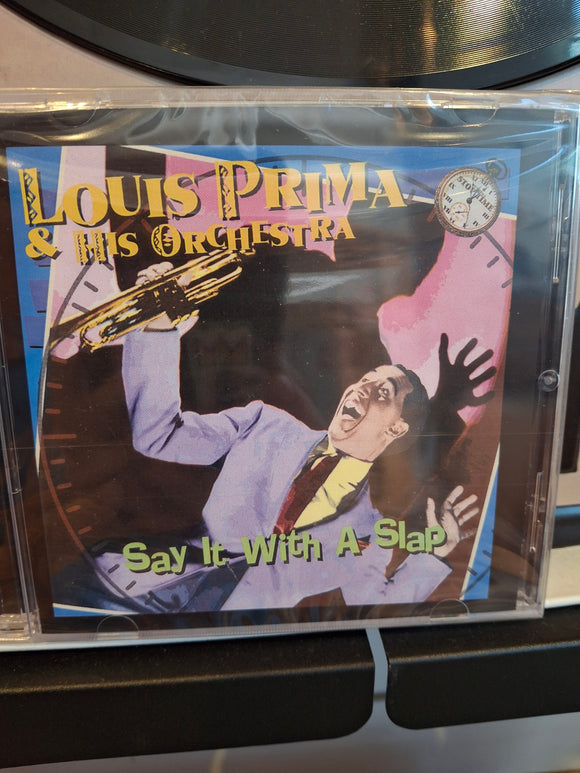 LOUIS PRIMA
& HIS ORCHESTRA
Say It With A Slap